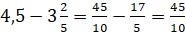 4,5 − 3 2/5 = 45/10 − 17/5 = 45/10